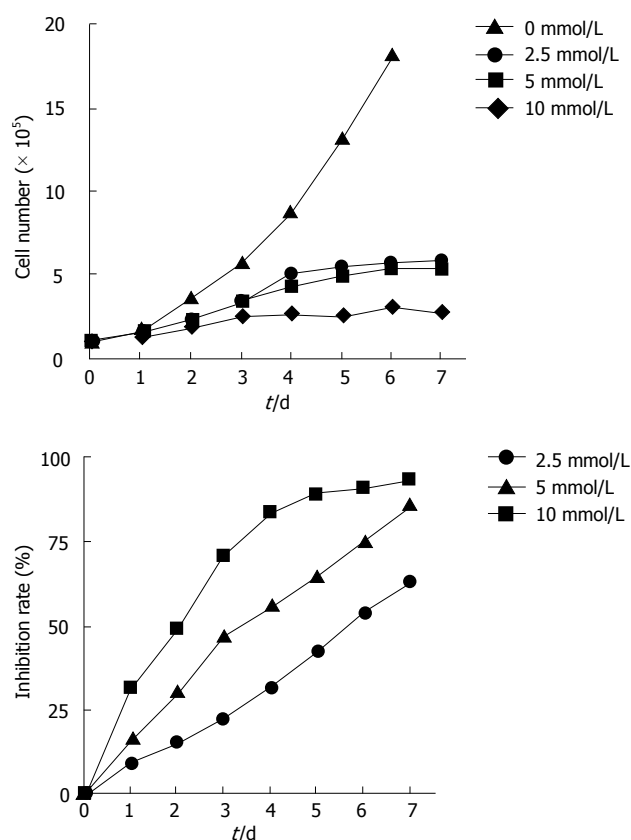 20
15
10
5
0
Cell number (× 10⁵)
0 1 2 3 4 5 6 7
t/d
0 mmol/L
2.5 mmol/L
5 mmol/L
10 mmol/L
100
75
50
25
0
Inhibition rate (%)
0 1 2 3 4 5 6 7
t/d
2.5 mmol/L
5 mmol/L
10 mmol/L